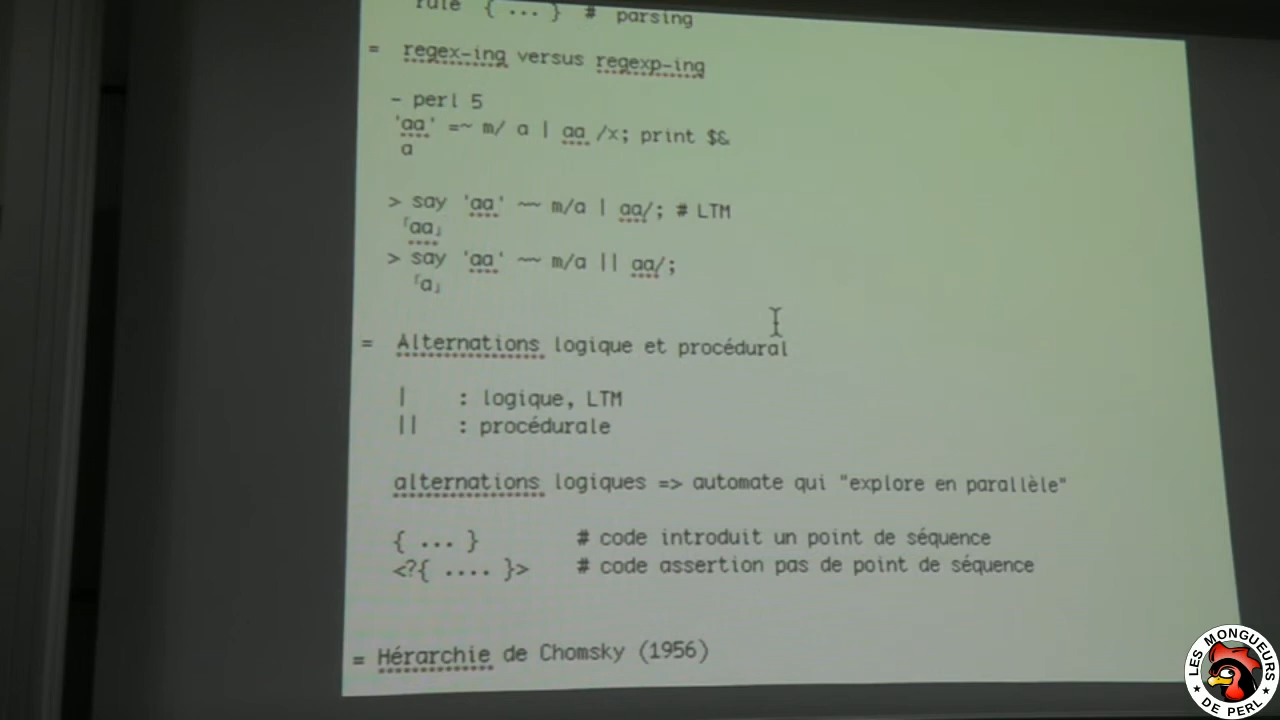 rule { ... } # parsing
= regex-ing versus regexp-ing
- perl 5
'aa' =~ m/ a | aa /x; print $&
a
> say 'aa' ~~ m/a | aa/; # LTM
｢aa｣
> say 'aa' ~~ m/a || aa/;
｢a｣
= Alternations logique et procédural
| : logique, LTM
|| : procédurale
alternations logiques => automate qui "explore en parallèle"
{ ... } # code introduit un point de séquence
<?{ .... }> # code assertion pas de point de séquence
= Hérarchie de Chomsky (1956)
LES MONGUEURS
DE PERL